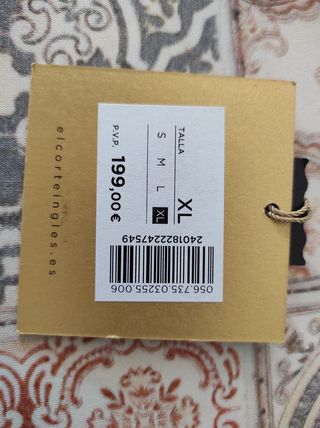 TALLA XL
S M L XL
P.V.P. 199,00 €
2401822247549
056.735.03255.006
elcorteingles.es